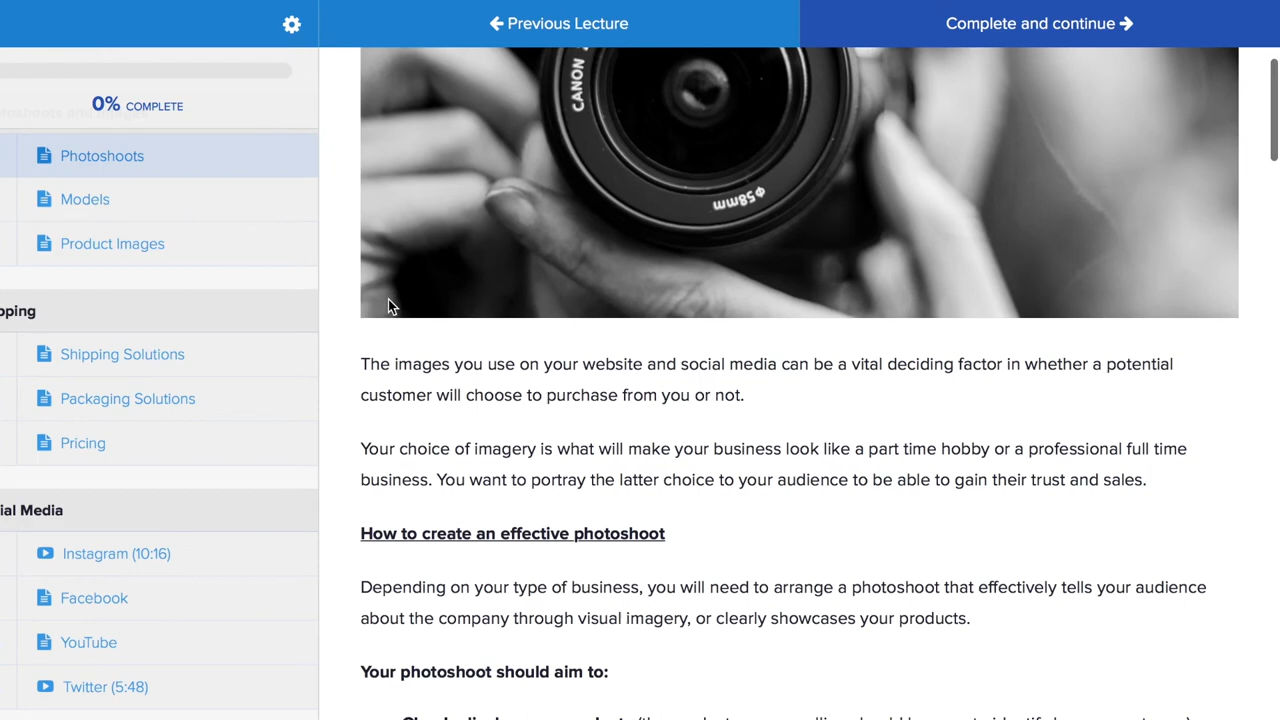 Previous Lecture
Complete and continue
0% COMPLETE
Photoshoots
Models
Product Images
pping
Shipping Solutions
Packaging Solutions
Pricing
ial Media
Instagram (10:16)
Facebook
YouTube
Twitter (5:48)
CANON
ϕ58mm
The images you use on your website and social media can be a vital deciding factor in whether a potential
customer will choose to purchase from you or not.
Your choice of imagery is what will make your business look like a part time hobby or a professional full time
business. You want to portray the latter choice to your audience to be able to gain their trust and sales.
How to create an effective photoshoot
Depending on your type of business, you will need to arrange a photoshoot that effectively tells your audience
about the company through visual imagery, or clearly showcases your products.
Your photoshoot should aim to: